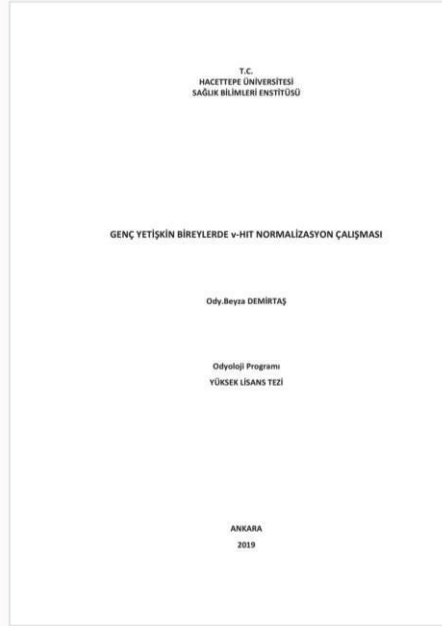 T.C.
HACETTEPE ÜNİVERSİTESİ
SAĞLIK BİLİMLERİ ENSTİTÜSÜ
GENÇ YETİŞKİN BİREYLERDE v-HIT NORMALİZASYON ÇALIŞMASI
Ody.Beyza DEMİRTAŞ
Odyoloji Programı
YÜKSEK LİSANS TEZİ
ANKARA
2019